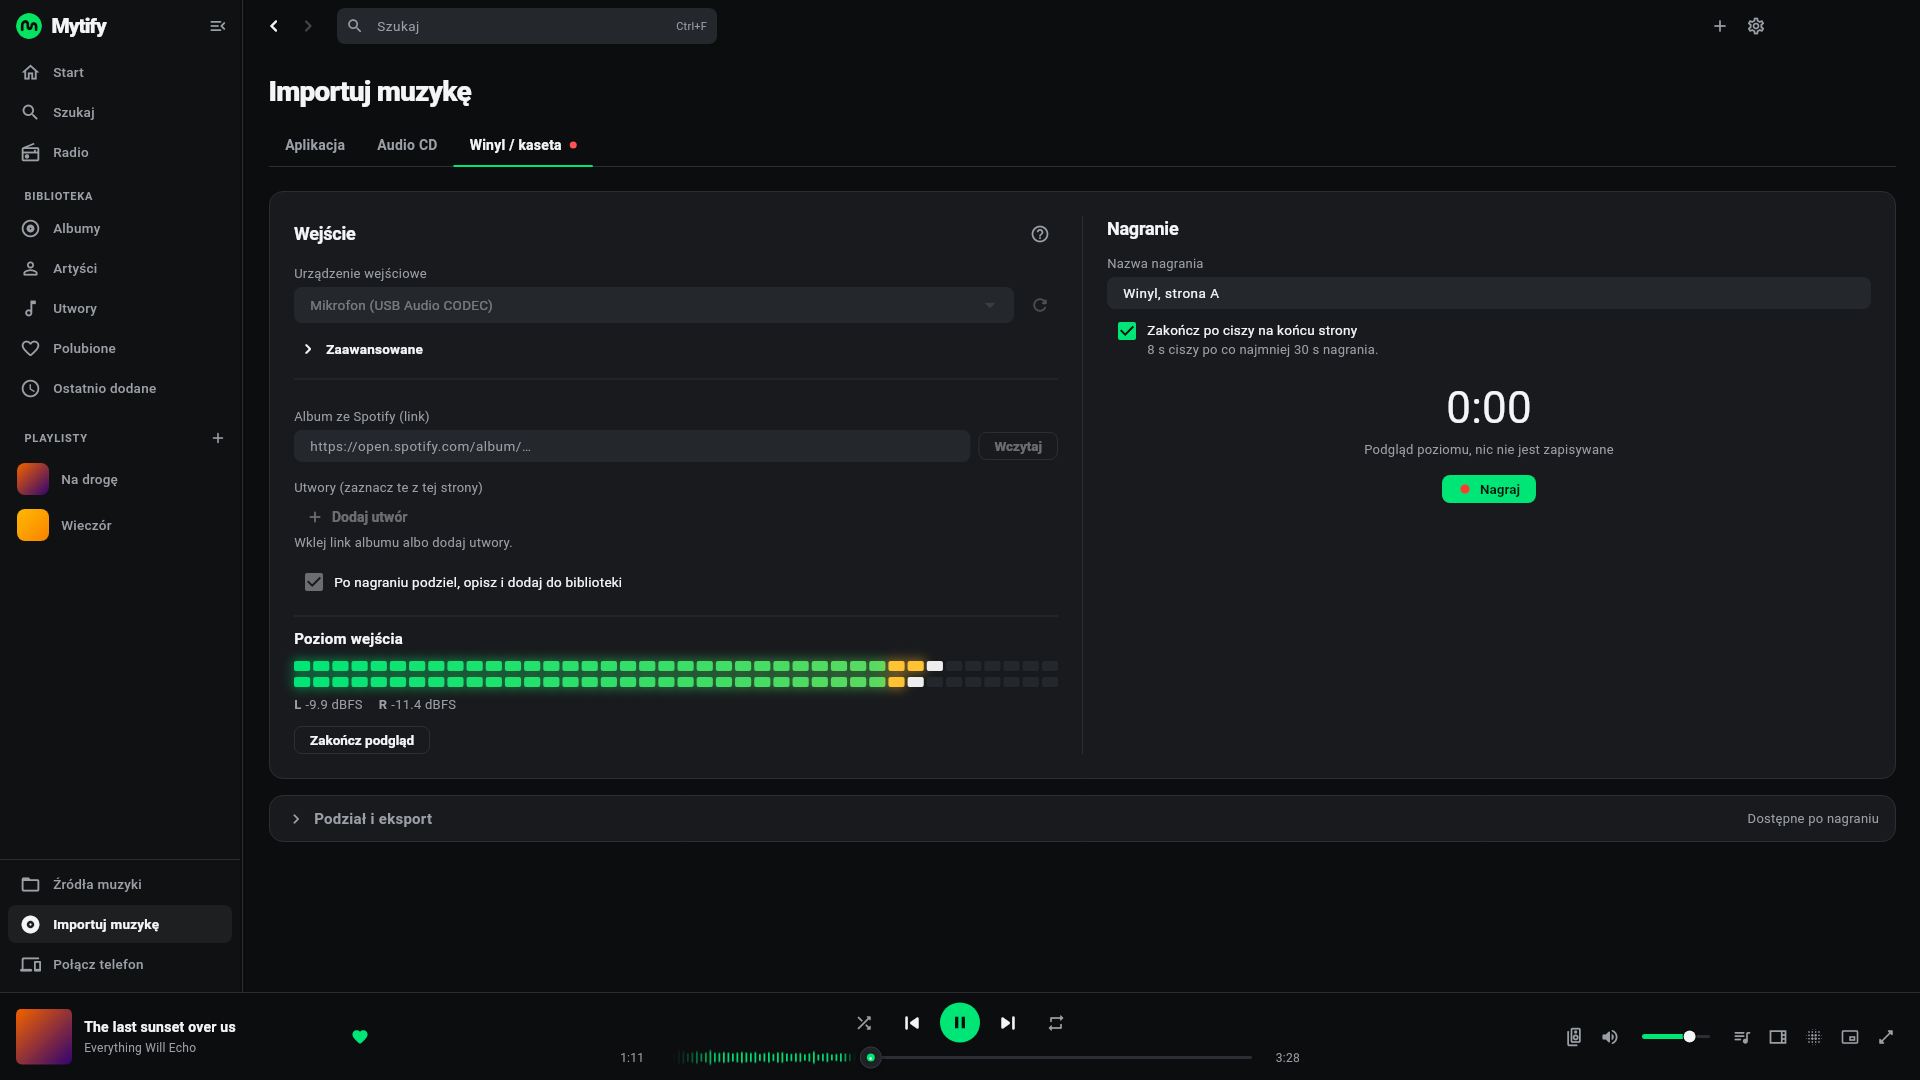 Mytify
Szukaj
Ctrl+F
Start
Szukaj
Radio
BIBLIOTEKA
Albumy
Artyści
Utwory
Polubione
Ostatnio dodane
PLAYLISTY
Na drogę
Wieczór
Źródła muzyki
Importuj muzykę
Połącz telefon
Importuj muzykę
Aplikacja
Audio CD
Winyl / kaseta
Wejście
Urządzenie wejściowe
Mikrofon (USB Audio CODEC)
Zaawansowane
Album ze Spotify (link)
https://open.spotify.com/album/...
Wczytaj
Utwory (zaznacz te z tej strony)
Dodaj utwór
Wklej link albumu albo dodaj utwory.
Po nagraniu podziel, opisz i dodaj do biblioteki
Poziom wejścia
L -9.9 dBFS R -11.4 dBFS
Zakończ podgląd
Nagranie
Nazwa nagrania
Winyl, strona A
Zakończ po ciszy na końcu strony
8 s ciszy po co najmniej 30 s nagrania.
0:00
Podgląd poziomu, nic nie jest zapisywane
Nagraj
Podział i eksport
Dostępne po nagraniu
The last sunset over us
Everything Will Echo
1:11
3:28